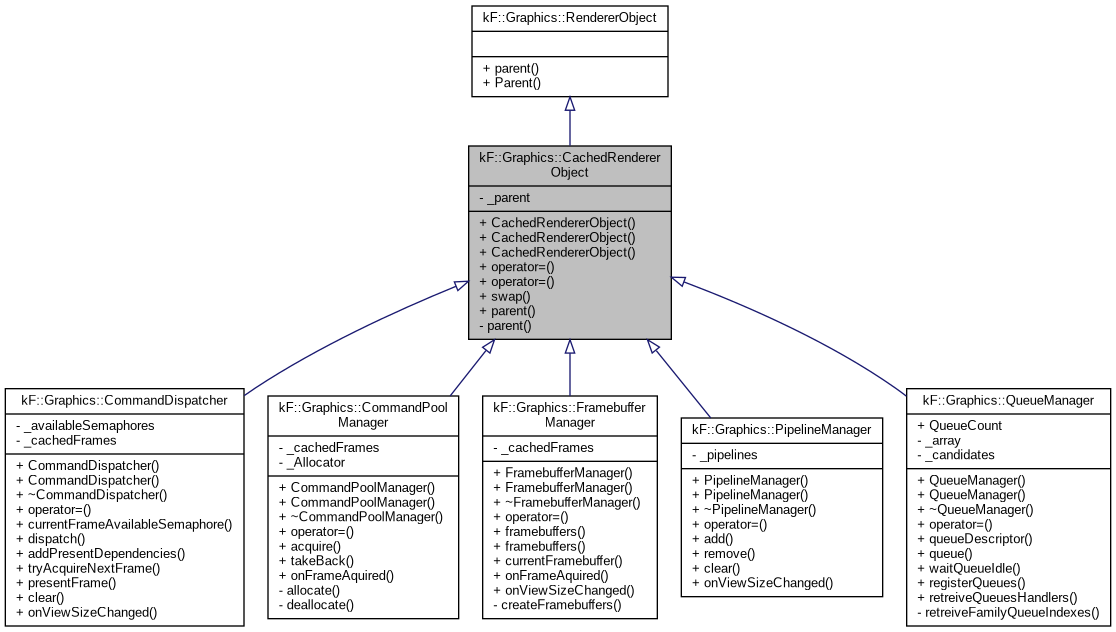 kF::Graphics::RendererObject
+ parent()
+ Parent()
kF::Graphics::CachedRenderer
Object
- _parent
+ CachedRendererObject()
+ CachedRendererObject()
+ CachedRendererObject()
+ operator=()
+ operator=()
+ swap()
+ parent()
- parent()
kF::Graphics::CommandDispatcher
- _availableSemaphores
- _cachedFrames
+ CommandDispatcher()
+ CommandDispatcher()
+ ~CommandDispatcher()
+ operator=()
+ currentFrameAvailableSemaphore()
+ dispatch()
+ addPresentDependencies()
+ tryAcquireNextFrame()
+ presentFrame()
+ clear()
+ onViewSizeChanged()
kF::Graphics::CommandPool
Manager
- _cachedFrames
- _Allocator
+ CommandPoolManager()
+ CommandPoolManager()
+ ~CommandPoolManager()
+ operator=()
+ acquire()
+ takeBack()
+ onFrameAquired()
- allocate()
- deallocate()
kF::Graphics::Framebuffer
Manager
- _cachedFrames
+ FramebufferManager()
+ FramebufferManager()
+ ~FramebufferManager()
+ operator=()
+ framebuffers()
+ framebuffers()
+ currentFramebuffer()
+ onFrameAquired()
+ onViewSizeChanged()
- createFramebuffers()
kF::Graphics::PipelineManager
- _pipelines
+ PipelineManager()
+ PipelineManager()
+ ~PipelineManager()
+ operator=()
+ add()
+ remove()
+ clear()
+ onViewSizeChanged()
kF::Graphics::QueueManager
+ QueueCount
- _array
- _candidates
+ QueueManager()
+ QueueManager()
+ ~QueueManager()
+ operator=()
+ queueDescriptor()
+ queue()
+ waitQueueIdle()
+ registerQueues()
+ retreiveQueuesHandlers()
- retreiveFamilyQueueIndexes()